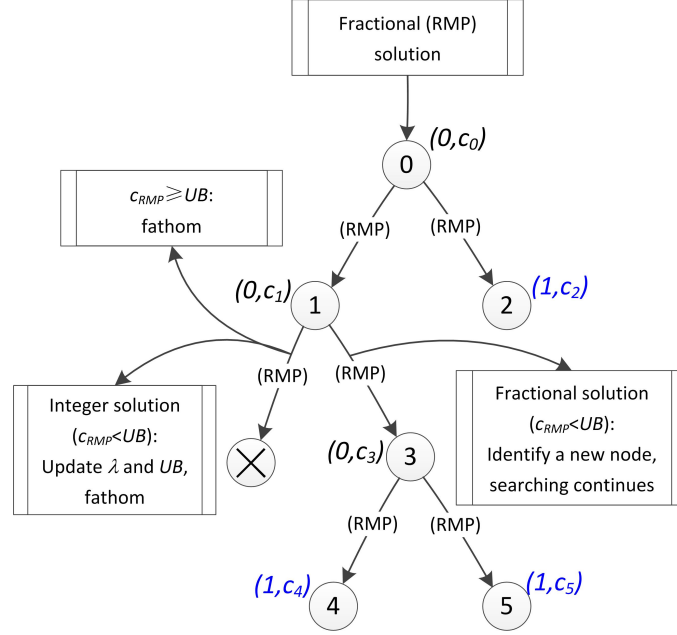 Fractional (RMP)
solution
(0,c0)
0
cRMP≥UB:
fathom
(RMP)
(RMP)
(0,c1)
1
2
(1,c2)
(RMP)
(RMP)
Integer solution
(cRMP<UB):
Update λ and UB,
fathom
Fractional solution
(cRMP<UB):
Identify a new node,
searching continues
(0,c3)
3
(RMP)
(RMP)
(1,c4)
4
5
(1,c5)